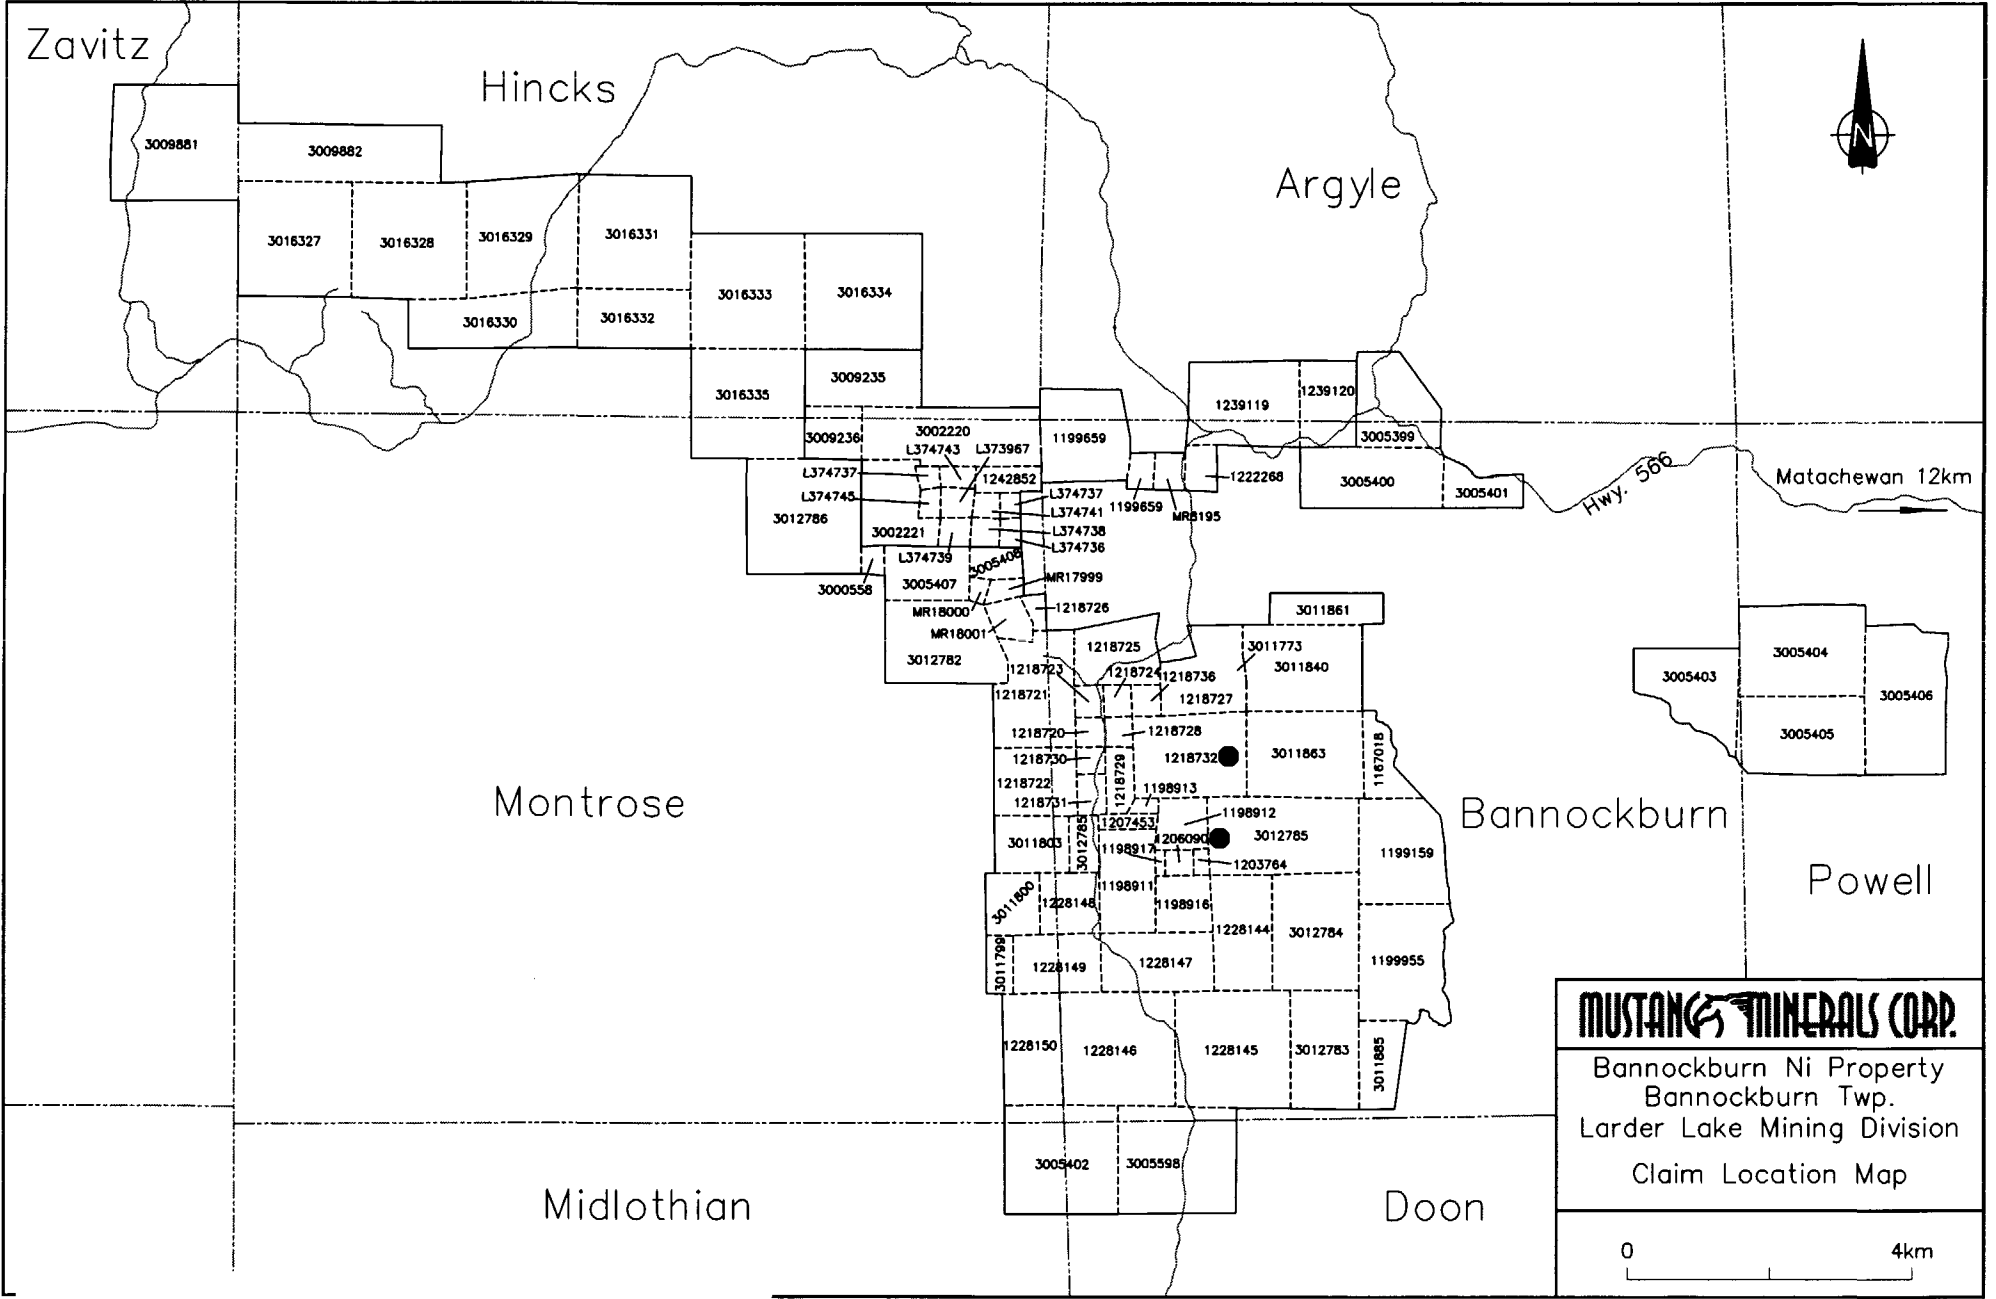 Zavitz
Hincks
Argyle
N
3009881
3009882
3016327
3016328
3016329
3016331
3016330
3016332
3016333
3016334
3016335
3009235
3009236
3002220
L374743
L373967
L374737
1242852
L374745
3012786
3002221
L374737
L374741
L374738
L374736
L374739
3005408
3000558
3005407
MR17999
MR18000
1218726
MR18001
3012782
1199659
1239119
1239120
3005399
1222268
1199659
MR8195
3005400
3005401
Hwy. 566
Matachewan 12km
3011861
1218725
3011773
3011840
1218723
1218724
1218736
1218721
1218727
1218720
1218728
1218732
3011863
1167018
1218730
1218729
1218722
1198913
1218731
1207453
1198912
3011803
3012785
1206090
3012785
1198917
1203764
1199159
3011800
1228148
1198911
1198916
1228144
3012784
3011799
1228149
1228147
1199955
1228150
1228146
1228145
3012783
3011885
3005402
3005598
3005403
3005404
3005405
3005406
Montrose
Bannockburn
Powell
Midlothian
Doon
MUSTANG MINERALS CORP.
Bannockburn Ni Property
Bannockburn Twp.
Larder Lake Mining Division
Claim Location Map
0 4km